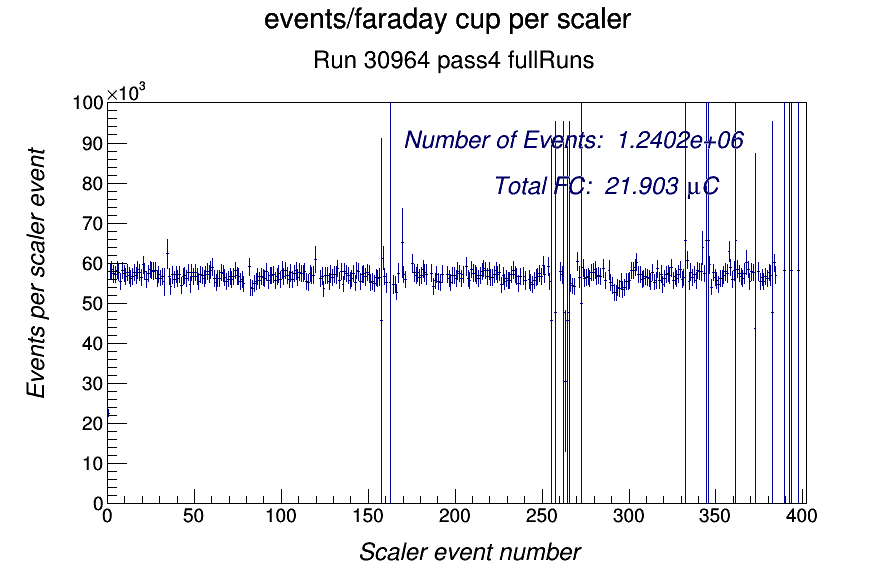 events/faraday cup per scaler
Run 30964 pass4 fullRuns
×10³
100
90
80
70
60
50
40
30
20
10
0
Events per scaler event
Number of Events: 1.2402e+06
Total FC: 21.903 μC
0 50 100 150 200 250 300 350 400
Scaler event number